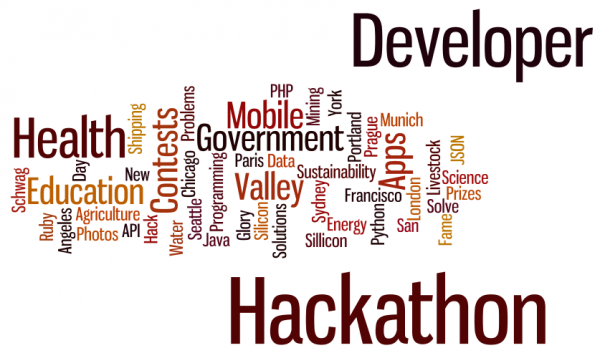 Developer
PHP
Mining
York
Problems
Shipping
Mobile
Munich
Health
Contests
Chicago
Government
Portland
Prague
Apps
JSON
Day
New
Paris
Data
Programming
Sustainability
Livestock
Science
Schwag
Education
Valley
Francisco
London
Prizes
Agriculture
Seattle
Glory
Silicon
Solutions
Sydney
Python
Solve
Ruby
Angeles
Photos
API
Hack
Water
Java
Sillicon
Energy
San
Fame
Hackathon